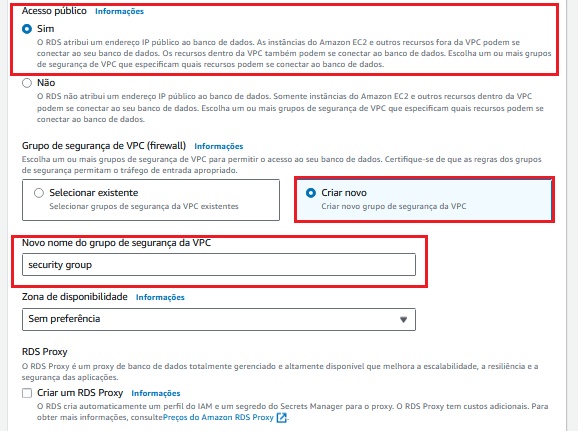 Acesso público Informações
Sim
O RDS atribui um endereço IP público ao banco de dados. As instâncias do Amazon EC2 e outros recursos fora da VPC podem se
conectar ao seu banco de dados. Os recursos dentro da VPC também podem se conectar ao banco de dados. Escolha um ou mais grupos
de segurança de VPC que especificam quais recursos podem se conectar ao banco de dados.
Não
O RDS não atribui um endereço IP público ao banco de dados. Somente instâncias do Amazon EC2 e outros recursos dentro da VPC
podem se conectar ao seu banco de dados. Escolha um ou mais grupos de segurança de VPC que especificam quais recursos podem se
conectar ao banco de dados.
Grupo de segurança de VPC (firewall) Informações
Escolha um ou mais grupos de segurança de VPC para permitir o acesso ao seu banco de dados. Certifique-se de que as regras dos grupos
de segurança permitam o tráfego de entrada apropriado.
Selecionar existente
Selecionar grupos de segurança da VPC existentes
Criar novo
Criar novo grupo de segurança da VPC
Novo nome do grupo de segurança da VPC
security group
Zona de disponibilidade Informações
Sem preferência
RDS Proxy
O RDS Proxy é um proxy de banco de dados totalmente gerenciado e altamente disponível que melhora a escalabilidade, a resiliência e a
segurança das aplicações.
Criar um RDS Proxy Informações
O RDS cria automaticamente um perfil do IAM e um segredo do Secrets Manager para o proxy. O RDS Proxy tem custos adicionais. Para
obter mais informações, consultePreços do Amazon RDS Proxy